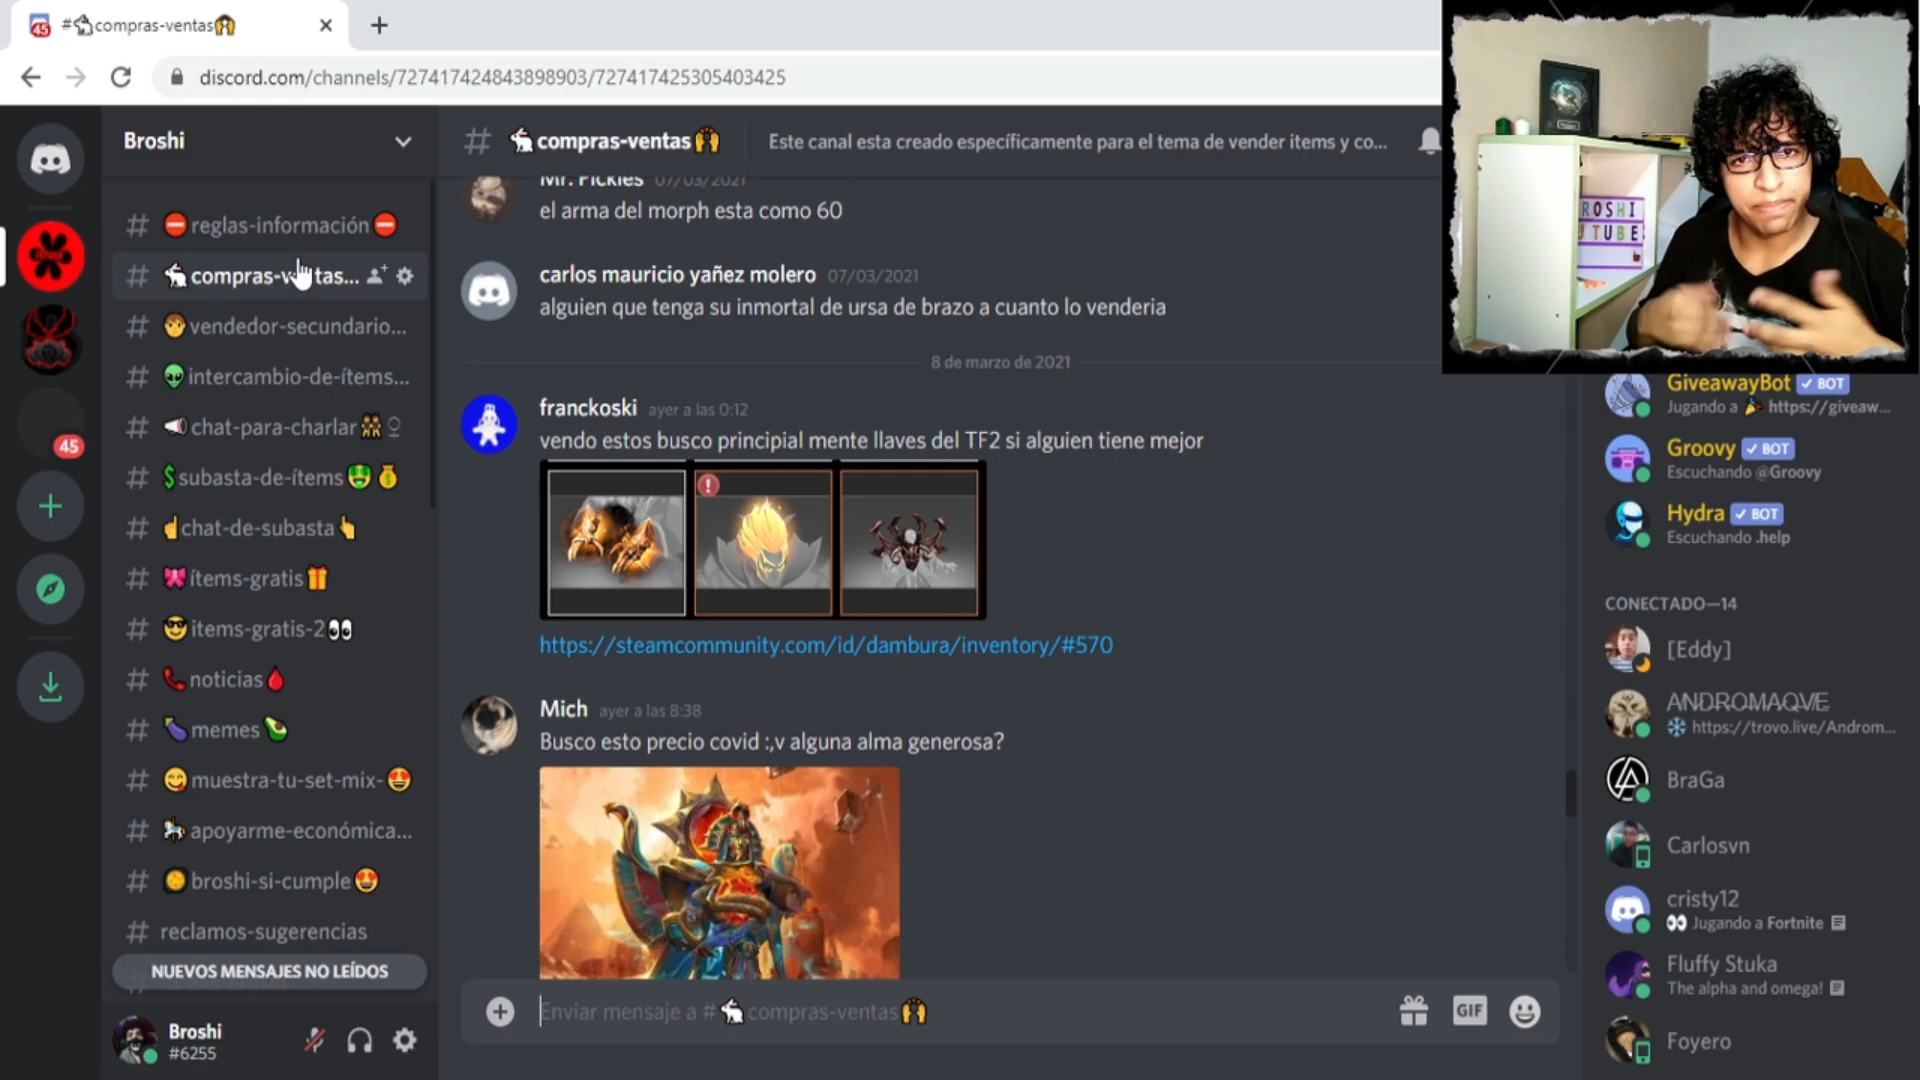 #🐇compras-ventas🙌
discord.com/channels/727417424843898903/727417425305403425
Broshi
# 🐇compras-ventas🙌
Este canal esta creado específicamente para el tema de vender items y co...
# ⛔reglas-información⛔
# 🐇compras-ventas...
# vendedor-secundario...
# 👽intercambio-de-ítems...
# 📢chat-para-charlar👯♀
# 💲subasta-de-ítems🤑💰
# ☝chat-de-subasta👆
# 🎀ítems-gratis🎁
# 😎items-gratis-2👀
# 📞noticias🩸
# 🍆memes🥑
# 😋muestra-tu-set-mix-😍
# 🎠apoyarme-económica...
# broshi-si-cumple😍
# reclamos-sugerencias
NUEVOS MENSAJES NO LEÍDOS
45
45
Broshi
#6255
Mr. Pickles 07/03/2021
el arma del morph esta como 60
carlos mauricio yañez molero 07/03/2021
alguien que tenga su inmortal de ursa de brazo a cuanto lo venderia
8 de marzo de 2021
franckoski ayer a las 0:12
vendo estos busco principial mente llaves del TF2 si alguien tiene mejor
https://steamcommunity.com/id/dambura/inventory/#570
Mich ayer a las 8:38
Busco esto precio covid :,v alguna alma generosa?
Enviar mensaje a #🐇compras-ventas🙌
GIF
ROSHI
UTUBE
GiveawayBot ✓ BOT
Jugando a 🎉 https://giveaw...
Groovy ✓ BOT
Escuchando @Groovy
Hydra ✓ BOT
Escuchando .help
CONECTADO—14
[Eddy]
ANDROMAQVE
❄ https://trovo.live/Androm...
BraGa
Carlosvn
cristy12
👀 Jugando a Fortnite
Fluffy Stuka
The alpha and omega!
Foyero